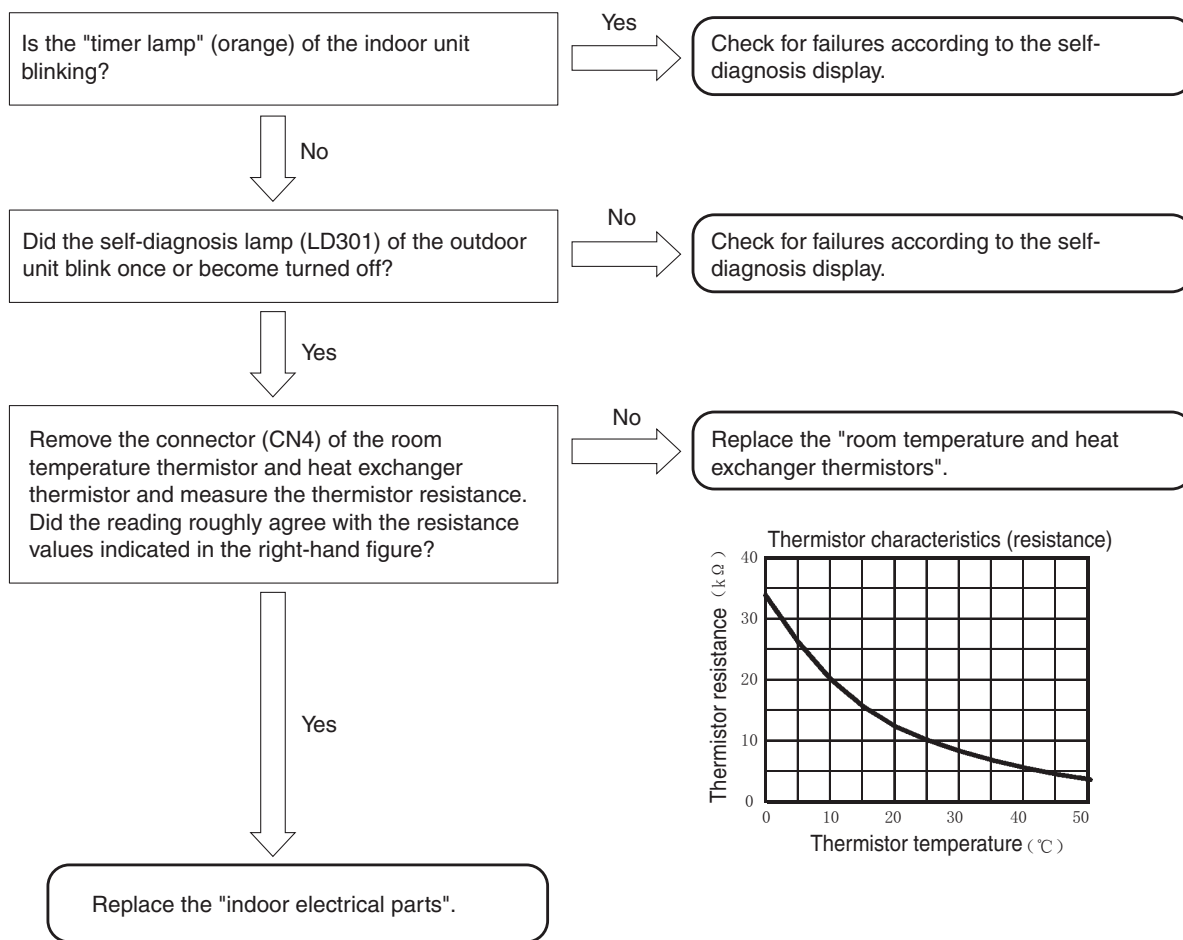 Is the "timer lamp" (orange) of the indoor unit
blinking?
Yes
Check for failures according to the self-
diagnosis display.
No
Did the self-diagnosis lamp (LD301) of the outdoor
unit blink once or become turned off?
No
Check for failures according to the self-
diagnosis display.
Yes
Remove the connector (CN4) of the room
temperature thermistor and heat exchanger
thermistor and measure the thermistor resistance.
Did the reading roughly agree with the resistance
values indicated in the right-hand figure?
No
Replace the "room temperature and heat
exchanger thermistors".
Thermistor characteristics (resistance)
Thermistor resistance (kΩ)
40
30
20
10
0
0 10 20 30 40 50
Thermistor temperature (℃)
Yes
Replace the "indoor electrical parts".